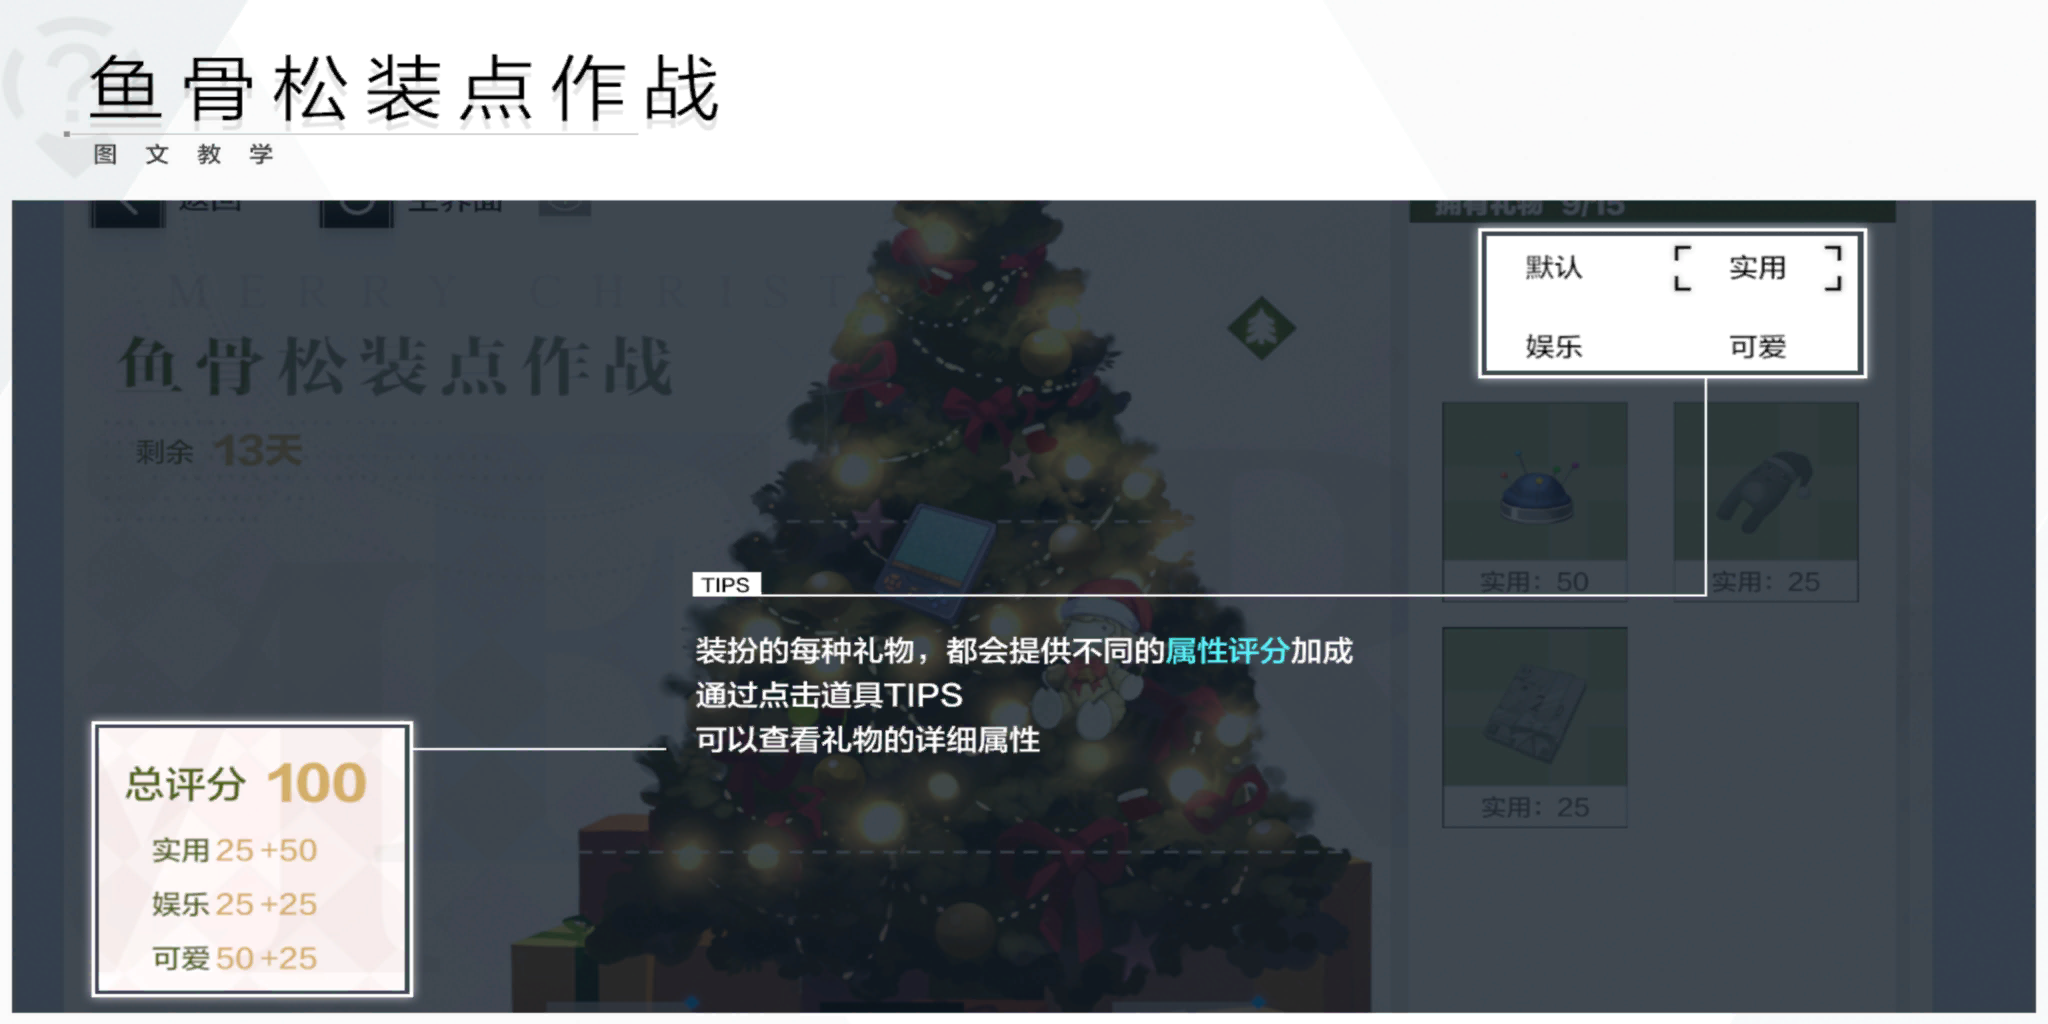 鱼骨松装点作战
图文教学
返回
主界面
拥有礼物 9/15
MERRY CHRIST
鱼骨松装点作战
剩余 13天
默认
实用
娱乐
可爱
实用：50
实用：25
实用：25
TIPS
装扮的每种礼物，都会提供不同的属性评分加成
通过点击道具TIPS
可以查看礼物的详细属性
总评分 100
实用 25 +50
娱乐 25 +25
可爱 50 +25